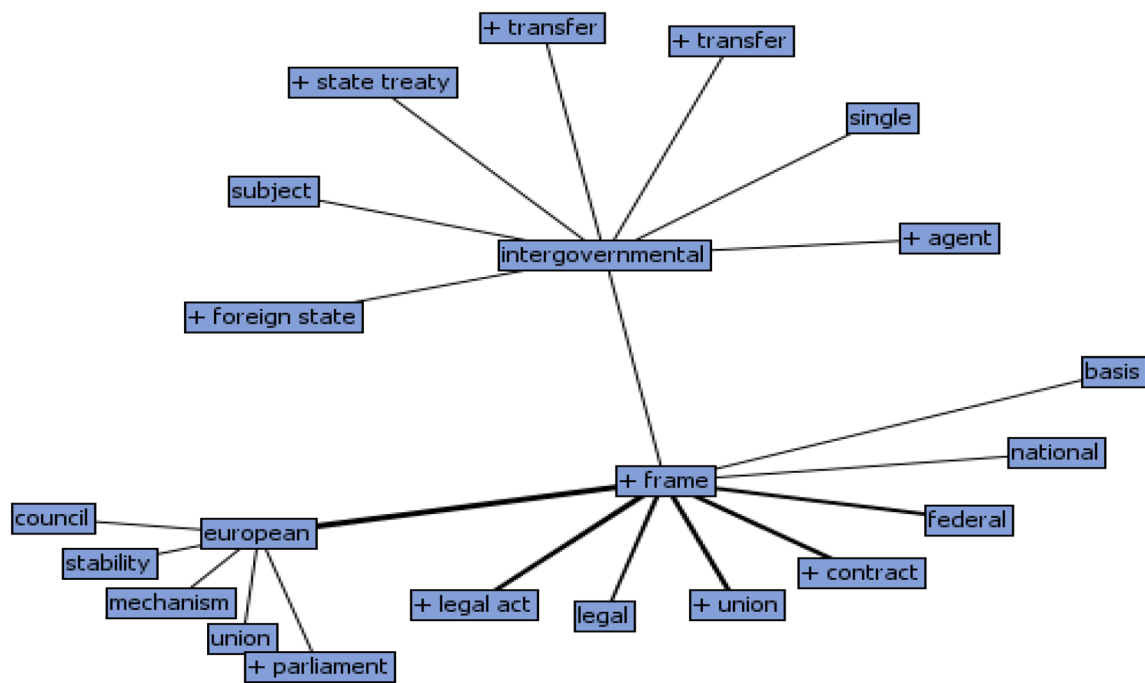 + transfer
+ transfer
+ state treaty
single
subject
+ agent
intergovernmental
+ foreign state
basis
national
+ frame
council
european
federal
stability
+ contract
mechanism
+ legal act
legal
+ union
union
+ parliament